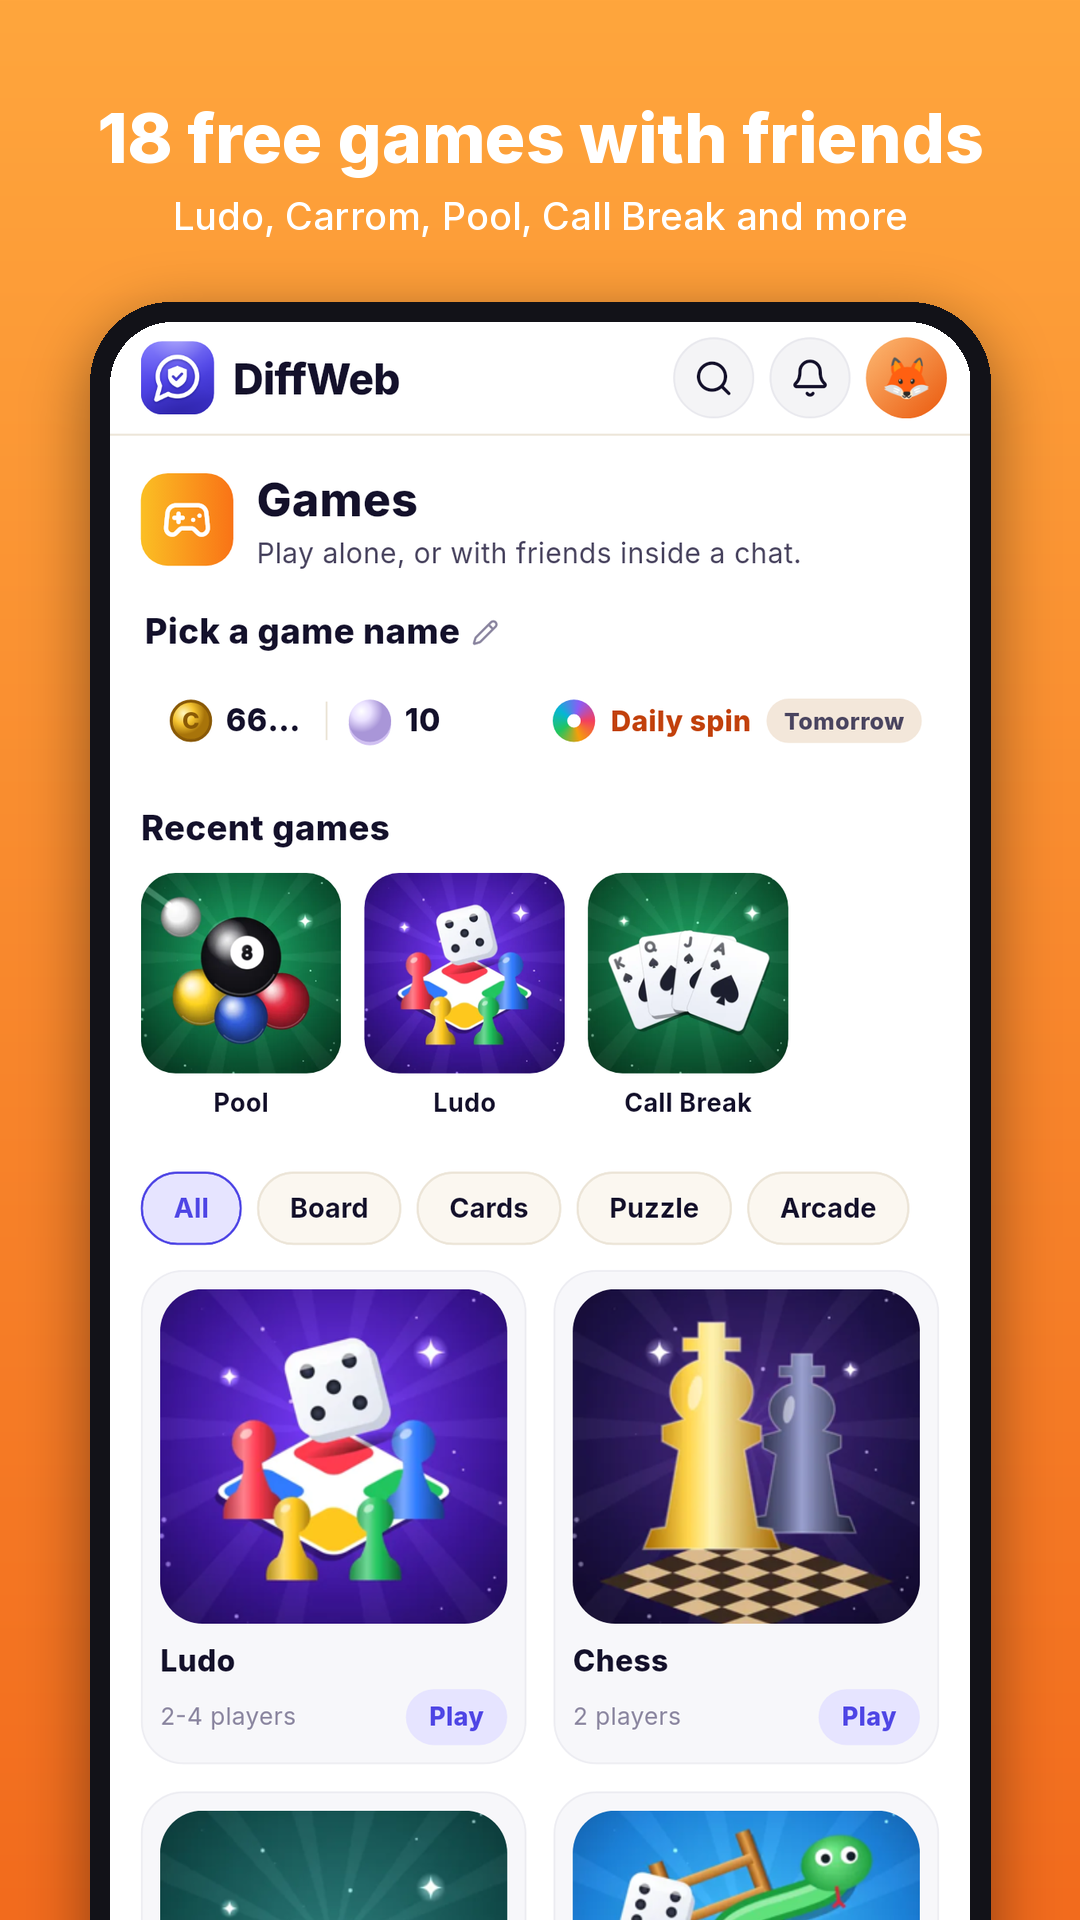 18 free games with friends
Ludo, Carrom, Pool, Call Break and more
DiffWeb
Games
Play alone, or with friends inside a chat.
Pick a game name
C 66... 10 Daily spin Tomorrow
Recent games
8
K Q J A
Pool Ludo Call Break
All Board Cards Puzzle Arcade
Ludo Chess
2-4 players Play 2 players Play